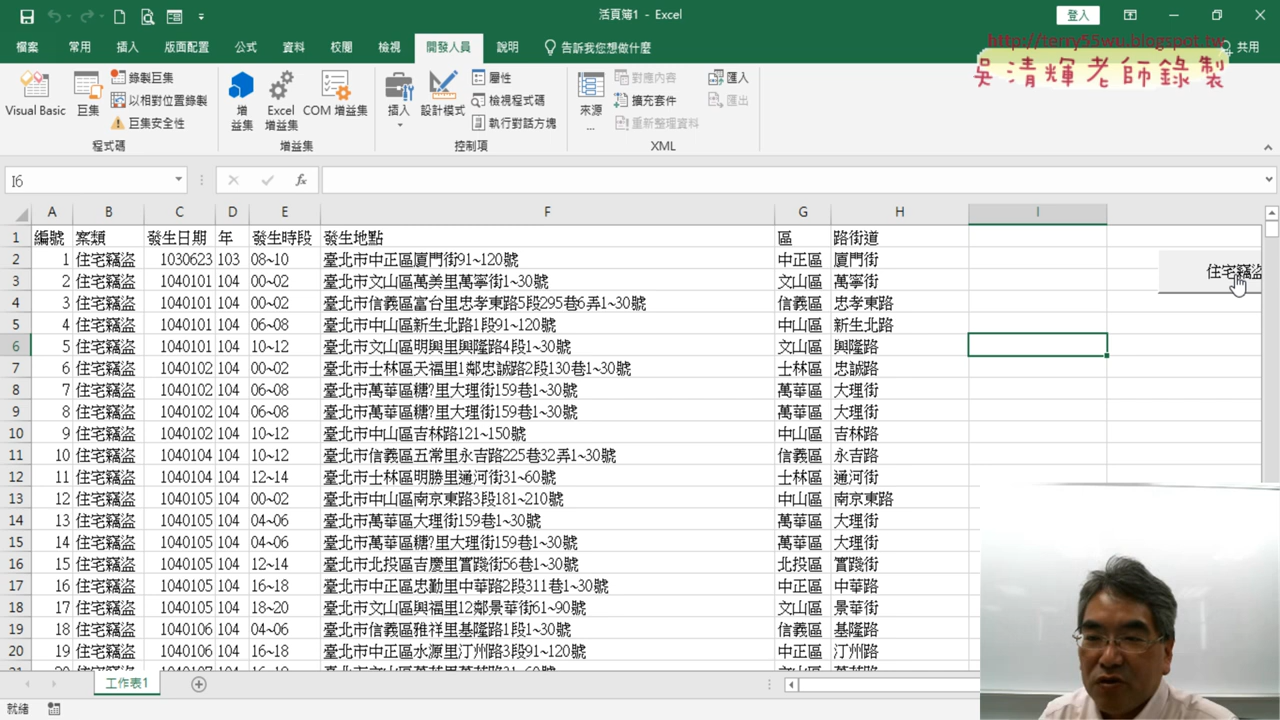 活頁簿1 - Excel
登入
http://terry55wu.blogspot.tw
吳清輝老師錄製
檔案 常用 插入 版面配置 公式 資料 校閱 檢視 開發人員 說明 告訴我您想做什麼 共用
Visual Basic 巨集 錄製巨集 以相對位置錄製 巨集安全性 程式碼
增益集 Excel 增益集 COM 增益集 增益集
插入 設計模式 屬性 檢視程式碼 執行對話方塊 控制項
來源... 對應內容 擴充套件 重新整理資料 匯入 匯出 XML
I6 fx
A B C D E F G H I
1 編號 案類 發生日期 年 發生時段 發生地點 區 路街道
2 1 住宅竊盜 1030623 103 08~10 臺北市中正區廈門街91~120號 中正區 廈門街
住宅竊盜
3 2 住宅竊盜 1040101 104 00~02 臺北市文山區萬美里萬寧街1~30號 文山區 萬寧街
4 3 住宅竊盜 1040101 104 00~02 臺北市信義區富台里忠孝東路5段295巷6弄1~30號 信義區 忠孝東路
5 4 住宅竊盜 1040101 104 06~08 臺北市中山區新生北路1段91~120號 中山區 新生北路
6 5 住宅竊盜 1040101 104 10~12 臺北市文山區明興里興隆路4段1~30號 文山區 興隆路
7 6 住宅竊盜 1040102 104 00~02 臺北市士林區天福里1鄰忠誠路2段130巷1~30號 士林區 忠誠路
8 7 住宅竊盜 1040102 104 06~08 臺北市萬華區糖?里大理街159巷1~30號 萬華區 大理街
9 8 住宅竊盜 1040102 104 06~08 臺北市萬華區糖?里大理街159巷1~30號 萬華區 大理街
10 9 住宅竊盜 1040102 104 10~12 臺北市中山區吉林路121~150號 中山區 吉林路
11 10 住宅竊盜 1040104 104 10~12 臺北市信義區五常里永吉路225巷32弄1~30號 信義區 永吉路
12 11 住宅竊盜 1040104 104 12~14 臺北市士林區明勝里通河街31~60號 士林區 通河街
13 12 住宅竊盜 1040105 104 00~02 臺北市中山區南京東路3段181~210號 中山區 南京東路
14 13 住宅竊盜 1040105 104 04~06 臺北市萬華區大理街159巷1~30號 萬華區 大理街
15 14 住宅竊盜 1040105 104 04~06 臺北市萬華區糖?里大理街159巷1~30號 萬華區 大理街
16 15 住宅竊盜 1040105 104 12~14 臺北市北投區吉慶里實踐街56巷1~30號 北投區 實踐街
17 16 住宅竊盜 1040105 104 16~18 臺北市中正區忠勤里中華路2段311巷1~30號 中正區 中華路
18 17 住宅竊盜 1040105 104 18~20 臺北市文山區興福里12鄰景華街61~90號 文山區 景華街
19 18 住宅竊盜 1040106 104 04~06 臺北市信義區雅祥里基隆路1段1~30號 信義區 基隆路
20 19 住宅竊盜 1040106 104 16~18 臺北市中正區水源里汀州路3段91~120號 中正區 汀州路
工作表1
就緒